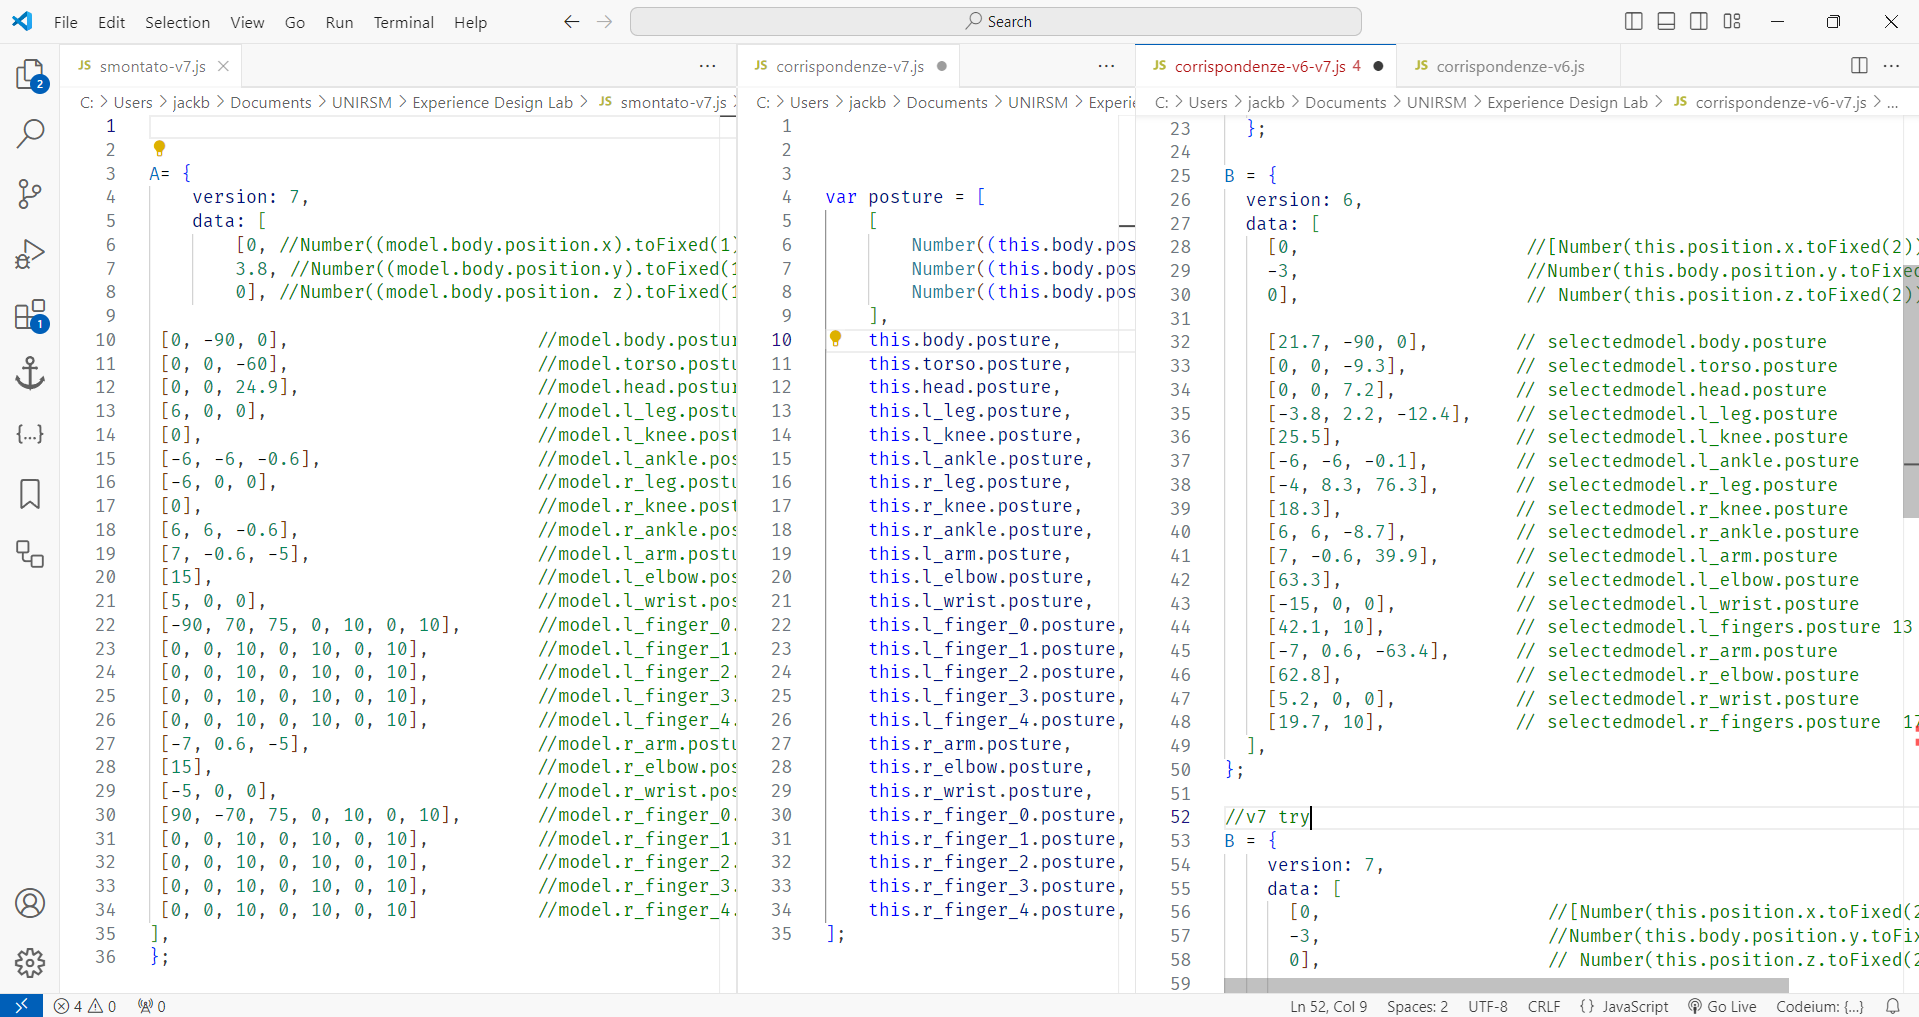 File Edit Selection View Go Run Terminal Help
Search
JS smontato-v7.js
C: > Users > jackb > Documents > UNIRSM > Experience Design Lab > JS smontato-v7.js
1
2
3 A= {
4 version: 7,
5 data: [
6 [0, //Number((model.body.position.x).toFixed(1)
7 3.8, //Number((model.body.position.y).toFixed(1
8 0], //Number((model.body.position. z).toFixed(1
9
10 [0, -90, 0], //model.body.postur
11 [0, 0, -60], //model.torso.postu
12 [0, 0, 24.9], //model.head.postur
13 [6, 0, 0], //model.l_leg.postu
14 [0], //model.l_knee.post
15 [-6, -6, -0.6], //model.l_ankle.pos
16 [-6, 0, 0], //model.r_leg.postu
17 [0], //model.r_knee.post
18 [6, 6, -0.6], //model.r_ankle.pos
19 [7, -0.6, -5], //model.l_arm.postu
20 [15], //model.l_elbow.pos
21 [5, 0, 0], //model.l_wrist.pos
22 [-90, 70, 75, 0, 10, 0, 10], //model.l_finger_0.
23 [0, 0, 10, 0, 10, 0, 10], //model.l_finger_1.
24 [0, 0, 10, 0, 10, 0, 10], //model.l_finger_2.
25 [0, 0, 10, 0, 10, 0, 10], //model.l_finger_3.
26 [0, 0, 10, 0, 10, 0, 10], //model.l_finger_4.
27 [-7, 0.6, -5], //model.r_arm.postu
28 [15], //model.r_elbow.pos
29 [-5, 0, 0], //model.r_wrist.pos
30 [90, -70, 75, 0, 10, 0, 10], //model.r_finger_0.
31 [0, 0, 10, 0, 10, 0, 10], //model.r_finger_1.
32 [0, 0, 10, 0, 10, 0, 10], //model.r_finger_2.
33 [0, 0, 10, 0, 10, 0, 10], //model.r_finger_3.
34 [0, 0, 10, 0, 10, 0, 10] //model.r_finger_4.
35 ],
36 };
JS corrispondenze-v7.js
C: > Users > jackb > Documents > UNIRSM > Experie
1
2
3
4 var posture = [
5 [
6 Number((this.body.pos
7 Number((this.body.pos
8 Number((this.body.pos
9 ],
10 this.body.posture,
11 this.torso.posture,
12 this.head.posture,
13 this.l_leg.posture,
14 this.l_knee.posture,
15 this.l_ankle.posture,
16 this.r_leg.posture,
17 this.r_knee.posture,
18 this.r_ankle.posture,
19 this.l_arm.posture,
20 this.l_elbow.posture,
21 this.l_wrist.posture,
22 this.l_finger_0.posture,
23 this.l_finger_1.posture,
24 this.l_finger_2.posture,
25 this.l_finger_3.posture,
26 this.l_finger_4.posture,
27 this.r_arm.posture,
28 this.r_elbow.posture,
29 this.r_wrist.posture,
30 this.r_finger_0.posture,
31 this.r_finger_1.posture,
32 this.r_finger_2.posture,
33 this.r_finger_3.posture,
34 this.r_finger_4.posture,
35 ];
JS corrispondenze-v6-v7.js 4 JS corrispondenze-v6.js
C: > Users > jackb > Documents > UNIRSM > Experience Design Lab > JS corrispondenze-v6-v7.js > ...
23 };
24
25 B = {
26 version: 6,
27 data: [
28 [0, //[Number(this.position.x.toFixed(2))
29 -3, //Number(this.body.position.y.toFixed
30 0], // Number(this.position.z.toFixed(2))
31
32 [21.7, -90, 0], // selectedmodel.body.posture
33 [0, 0, -9.3], // selectedmodel.torso.posture
34 [0, 0, 7.2], // selectedmodel.head.posture
35 [-3.8, 2.2, -12.4], // selectedmodel.l_leg.posture
36 [25.5], // selectedmodel.l_knee.posture
37 [-6, -6, -0.1], // selectedmodel.l_ankle.posture
38 [-4, 8.3, 76.3], // selectedmodel.r_leg.posture
39 [18.3], // selectedmodel.r_knee.posture
40 [6, 6, -8.7], // selectedmodel.r_ankle.posture
41 [7, -0.6, 39.9], // selectedmodel.l_arm.posture
42 [63.3], // selectedmodel.l_elbow.posture
43 [-15, 0, 0], // selectedmodel.l_wrist.posture
44 [42.1, 10], // selectedmodel.l_fingers.posture 13
45 [-7, 0.6, -63.4], // selectedmodel.r_arm.posture
46 [62.8], // selectedmodel.r_elbow.posture
47 [5.2, 0, 0], // selectedmodel.r_wrist.posture
48 [19.7, 10], // selectedmodel.r_fingers.posture 17
49 ],
50 };
51
52 //v7 try
53 B = {
54 version: 7,
55 data: [
56 [0, //[Number(this.position.x.toFixed(2
57 -3, //Number(this.body.position.y.toFix
58 0], // Number(this.position.z.toFixed(2
59
2
1
4 0 0
Ln 52, Col 9 Spaces: 2 UTF-8 CRLF {} JavaScript Go Live Codeium: {...}